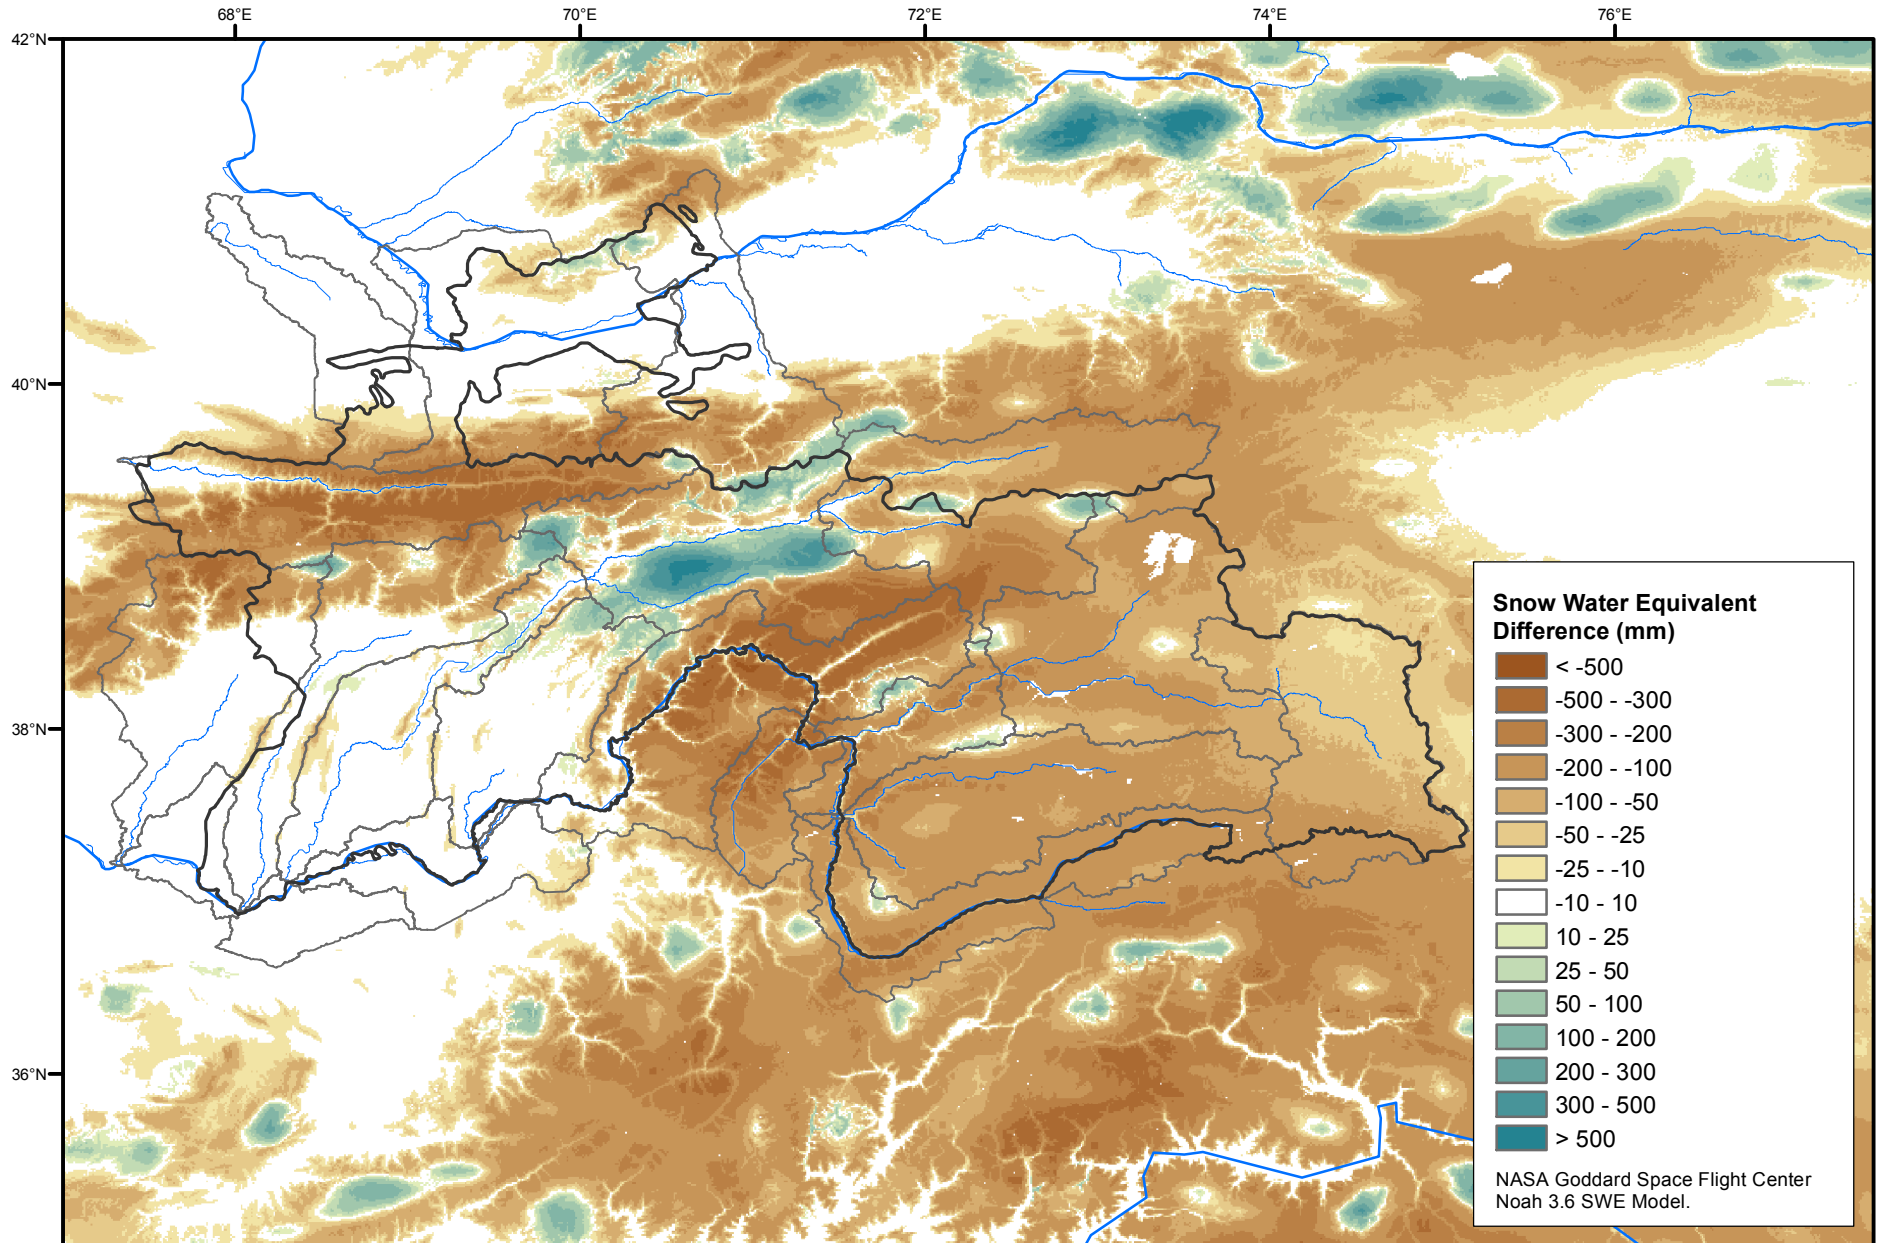 68°E 70°E 72°E 74°E 76°E
42°N
40°N
38°N
36°N
Snow Water Equivalent
Difference (mm)
< -500
-500 - -300
-300 - -200
-200 - -100
-100 - -50
-50 - -25
-25 - -10
-10 - 10
10 - 25
25 - 50
50 - 100
100 - 200
200 - 300
300 - 500
> 500
NASA Goddard Space Flight Center
Noah 3.6 SWE Model.